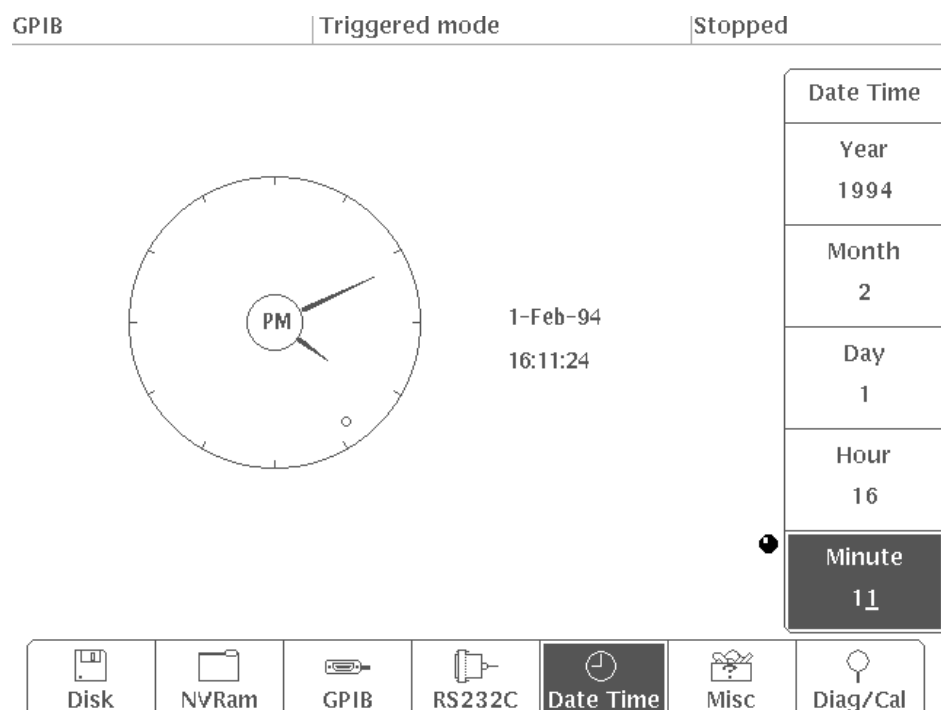 GPIB Triggered mode Stopped
PM
1-Feb-94
16:11:24
Date Time
Year
1994
Month
2
Day
1
Hour
16
Minute
11
Disk NVRam GPIB RS232C Date Time Misc Diag/Cal